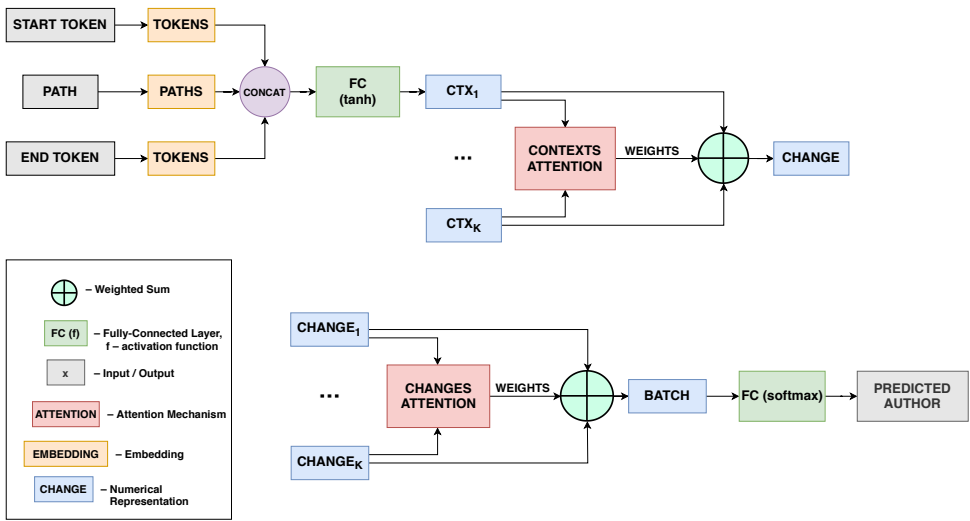 START TOKEN
TOKENS
PATH
PATHS
CONCAT
FC
(tanh)
CTX1
END TOKEN
TOKENS
...
CONTEXTS
ATTENTION
WEIGHTS
CHANGE
CTXK
– Weighted Sum
FC (f)
– Fully-Connected Layer,
f – activation function
x
– Input / Output
ATTENTION
– Attention Mechanism
EMBEDDING
– Embedding
CHANGE
– Numerical
Representation
CHANGE1
...
CHANGES
ATTENTION
WEIGHTS
BATCH
FC (softmax)
PREDICTED
AUTHOR
CHANGEK